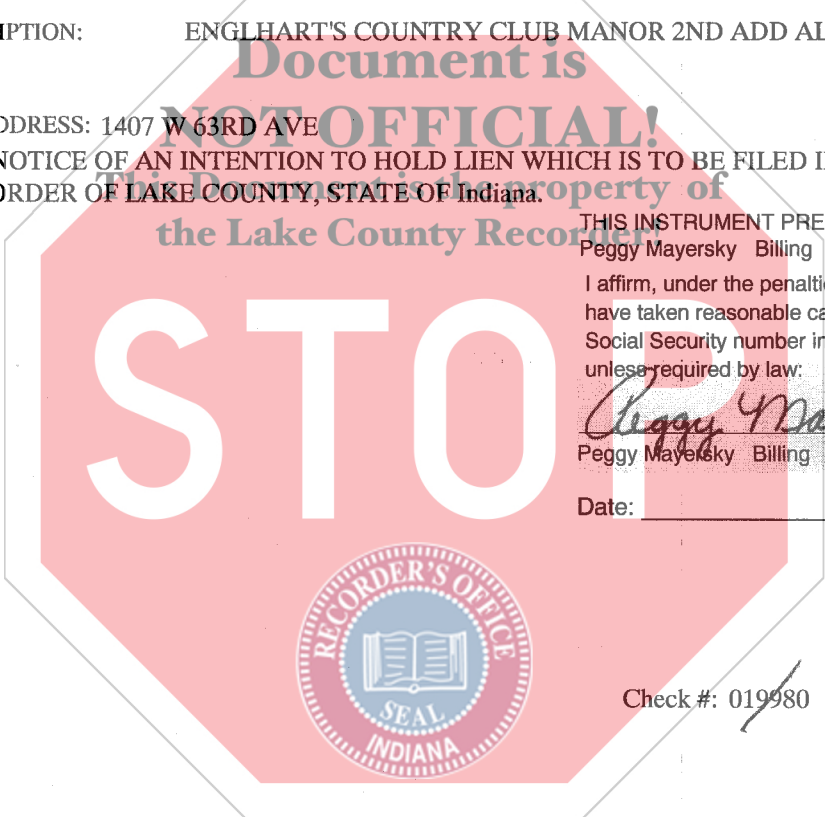 IPTION: ENGLHART'S COUNTRY CLUB MANOR 2ND ADD AL
Document is
DDRESS: 1407 W 63RD AVE
NOT OFFICIAL!
NOTICE OF AN INTENTION TO HOLD LIEN WHICH IS TO BE FILED I
ORDER OF LAKE COUNTY, STATE OF Indiana.
This Document is the property of
the Lake County Recorder!
THIS INSTRUMENT PRE
Peggy Mayersky Billing
I affirm, under the penalti
have taken reasonable ca
Social Security number in
unless required by law:
STOP
Peggy Ma
Peggy Mayersky Billing
Date:
RECORDER'S OFFICE
SEAL
INDIANA
Check #: 019980